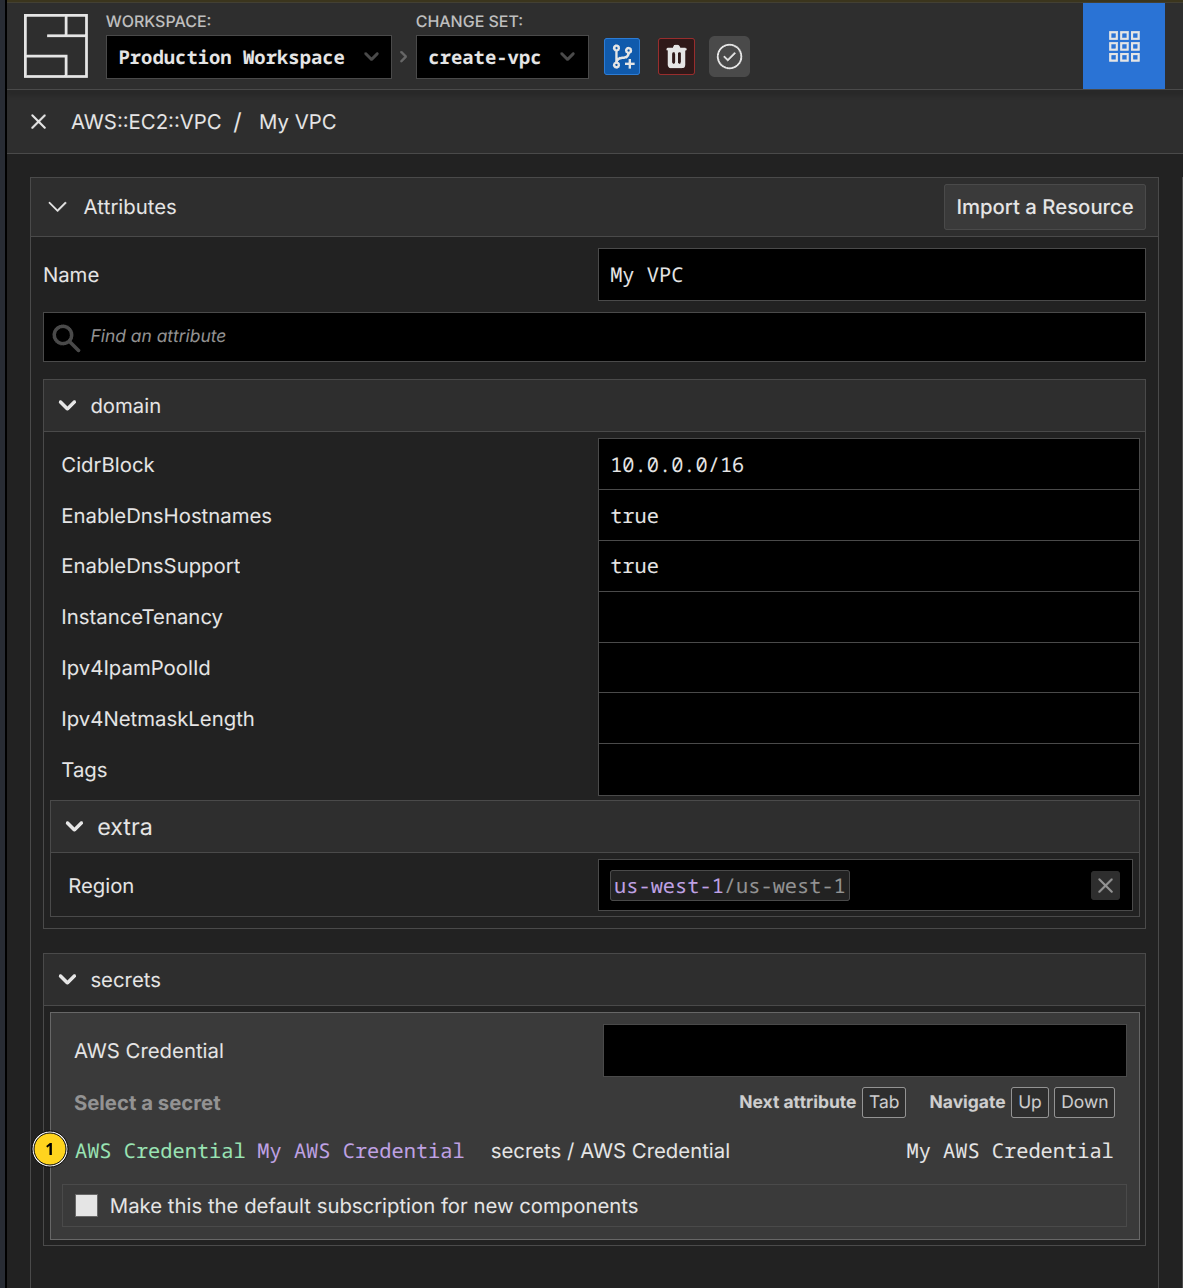 WORKSPACE:
CHANGE SET:
Production Workspace
create-vpc
AWS::EC2::VPC / My VPC
Attributes
Import a Resource
Name
My VPC
Find an attribute
domain
CidrBlock
10.0.0.0/16
EnableDnsHostnames
true
EnableDnsSupport
true
InstanceTenancy
Ipv4IpamPoolId
Ipv4NetmaskLength
Tags
extra
Region
us-west-1/us-west-1
secrets
AWS Credential
Select a secret
Next attribute Tab Navigate Up Down
1 AWS Credential My AWS Credential secrets / AWS Credential My AWS Credential
Make this the default subscription for new components